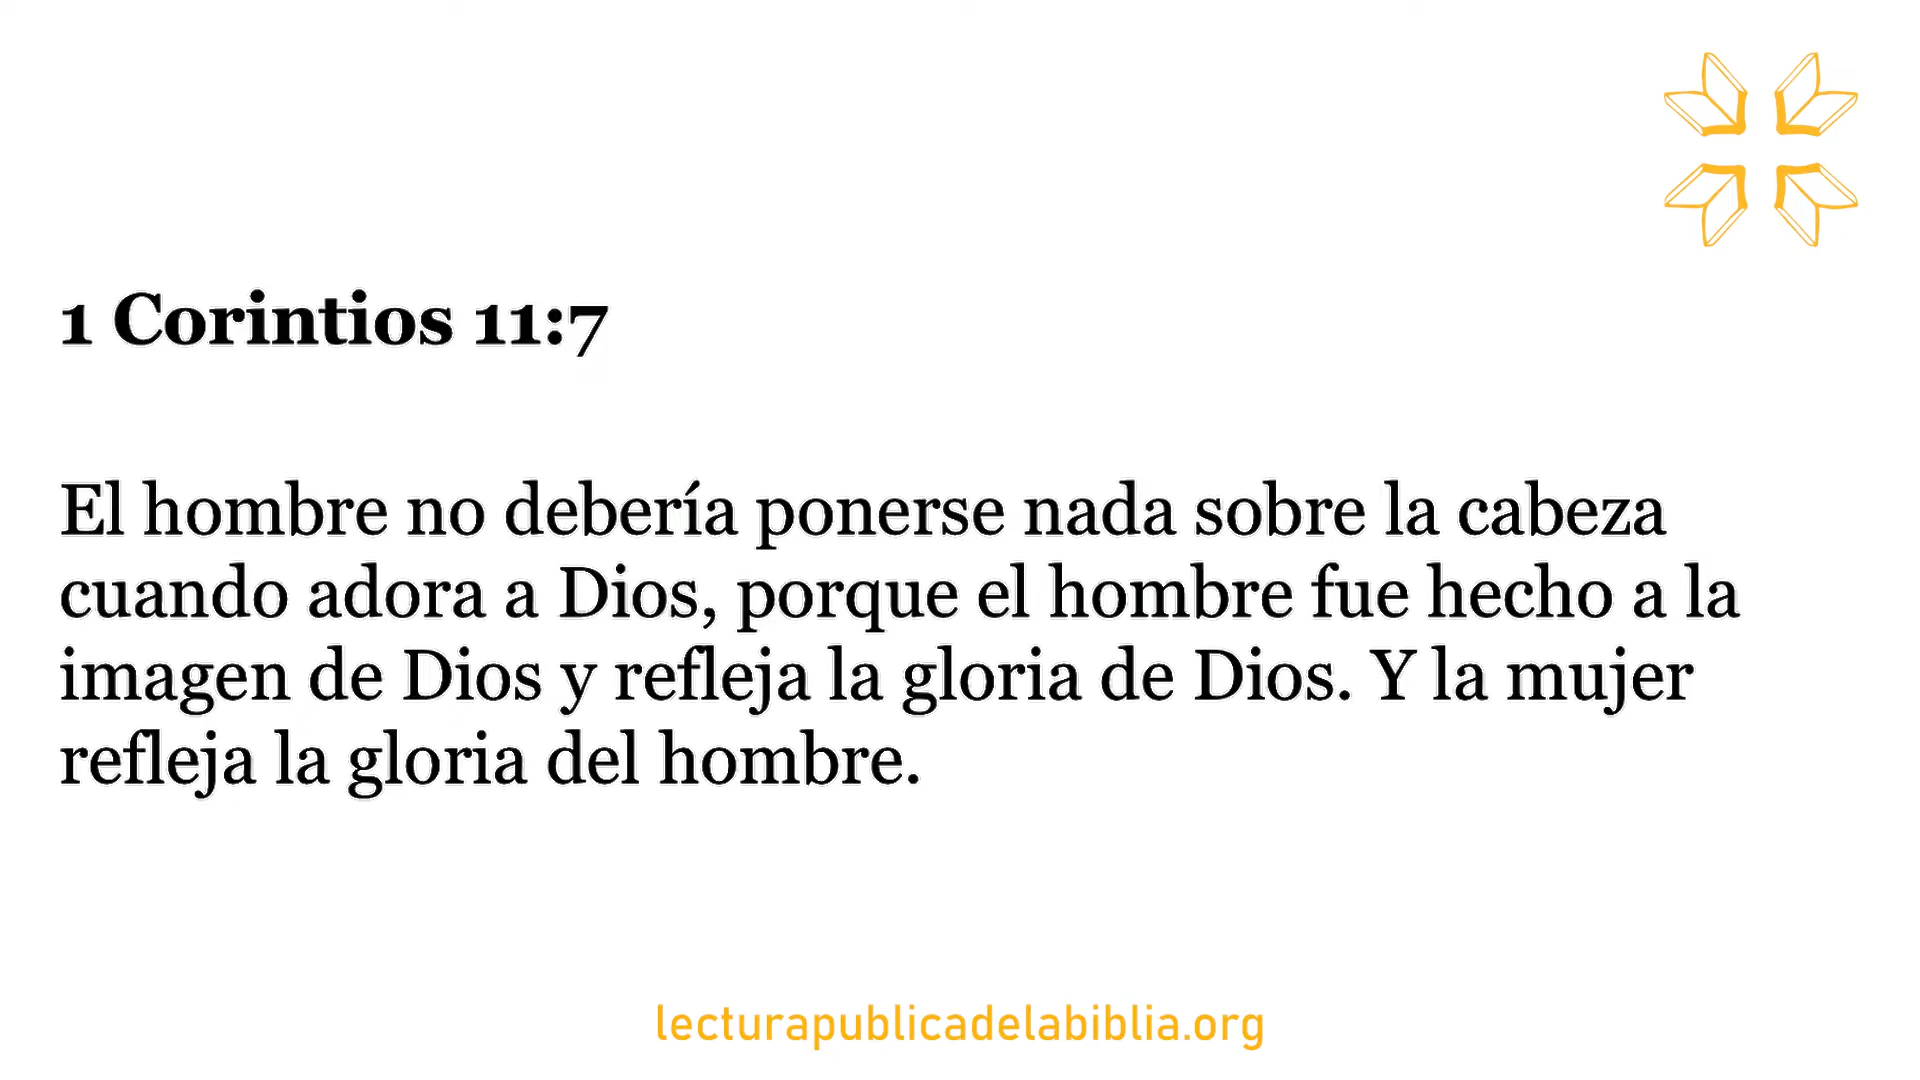 1 Corintios 11:7
El hombre no debería ponerse nada sobre la cabeza
cuando adora a Dios, porque el hombre fue hecho a la
imagen de Dios y refleja la gloria de Dios. Y la mujer
refleja la gloria del hombre.
lecturapublicadelabiblia.org